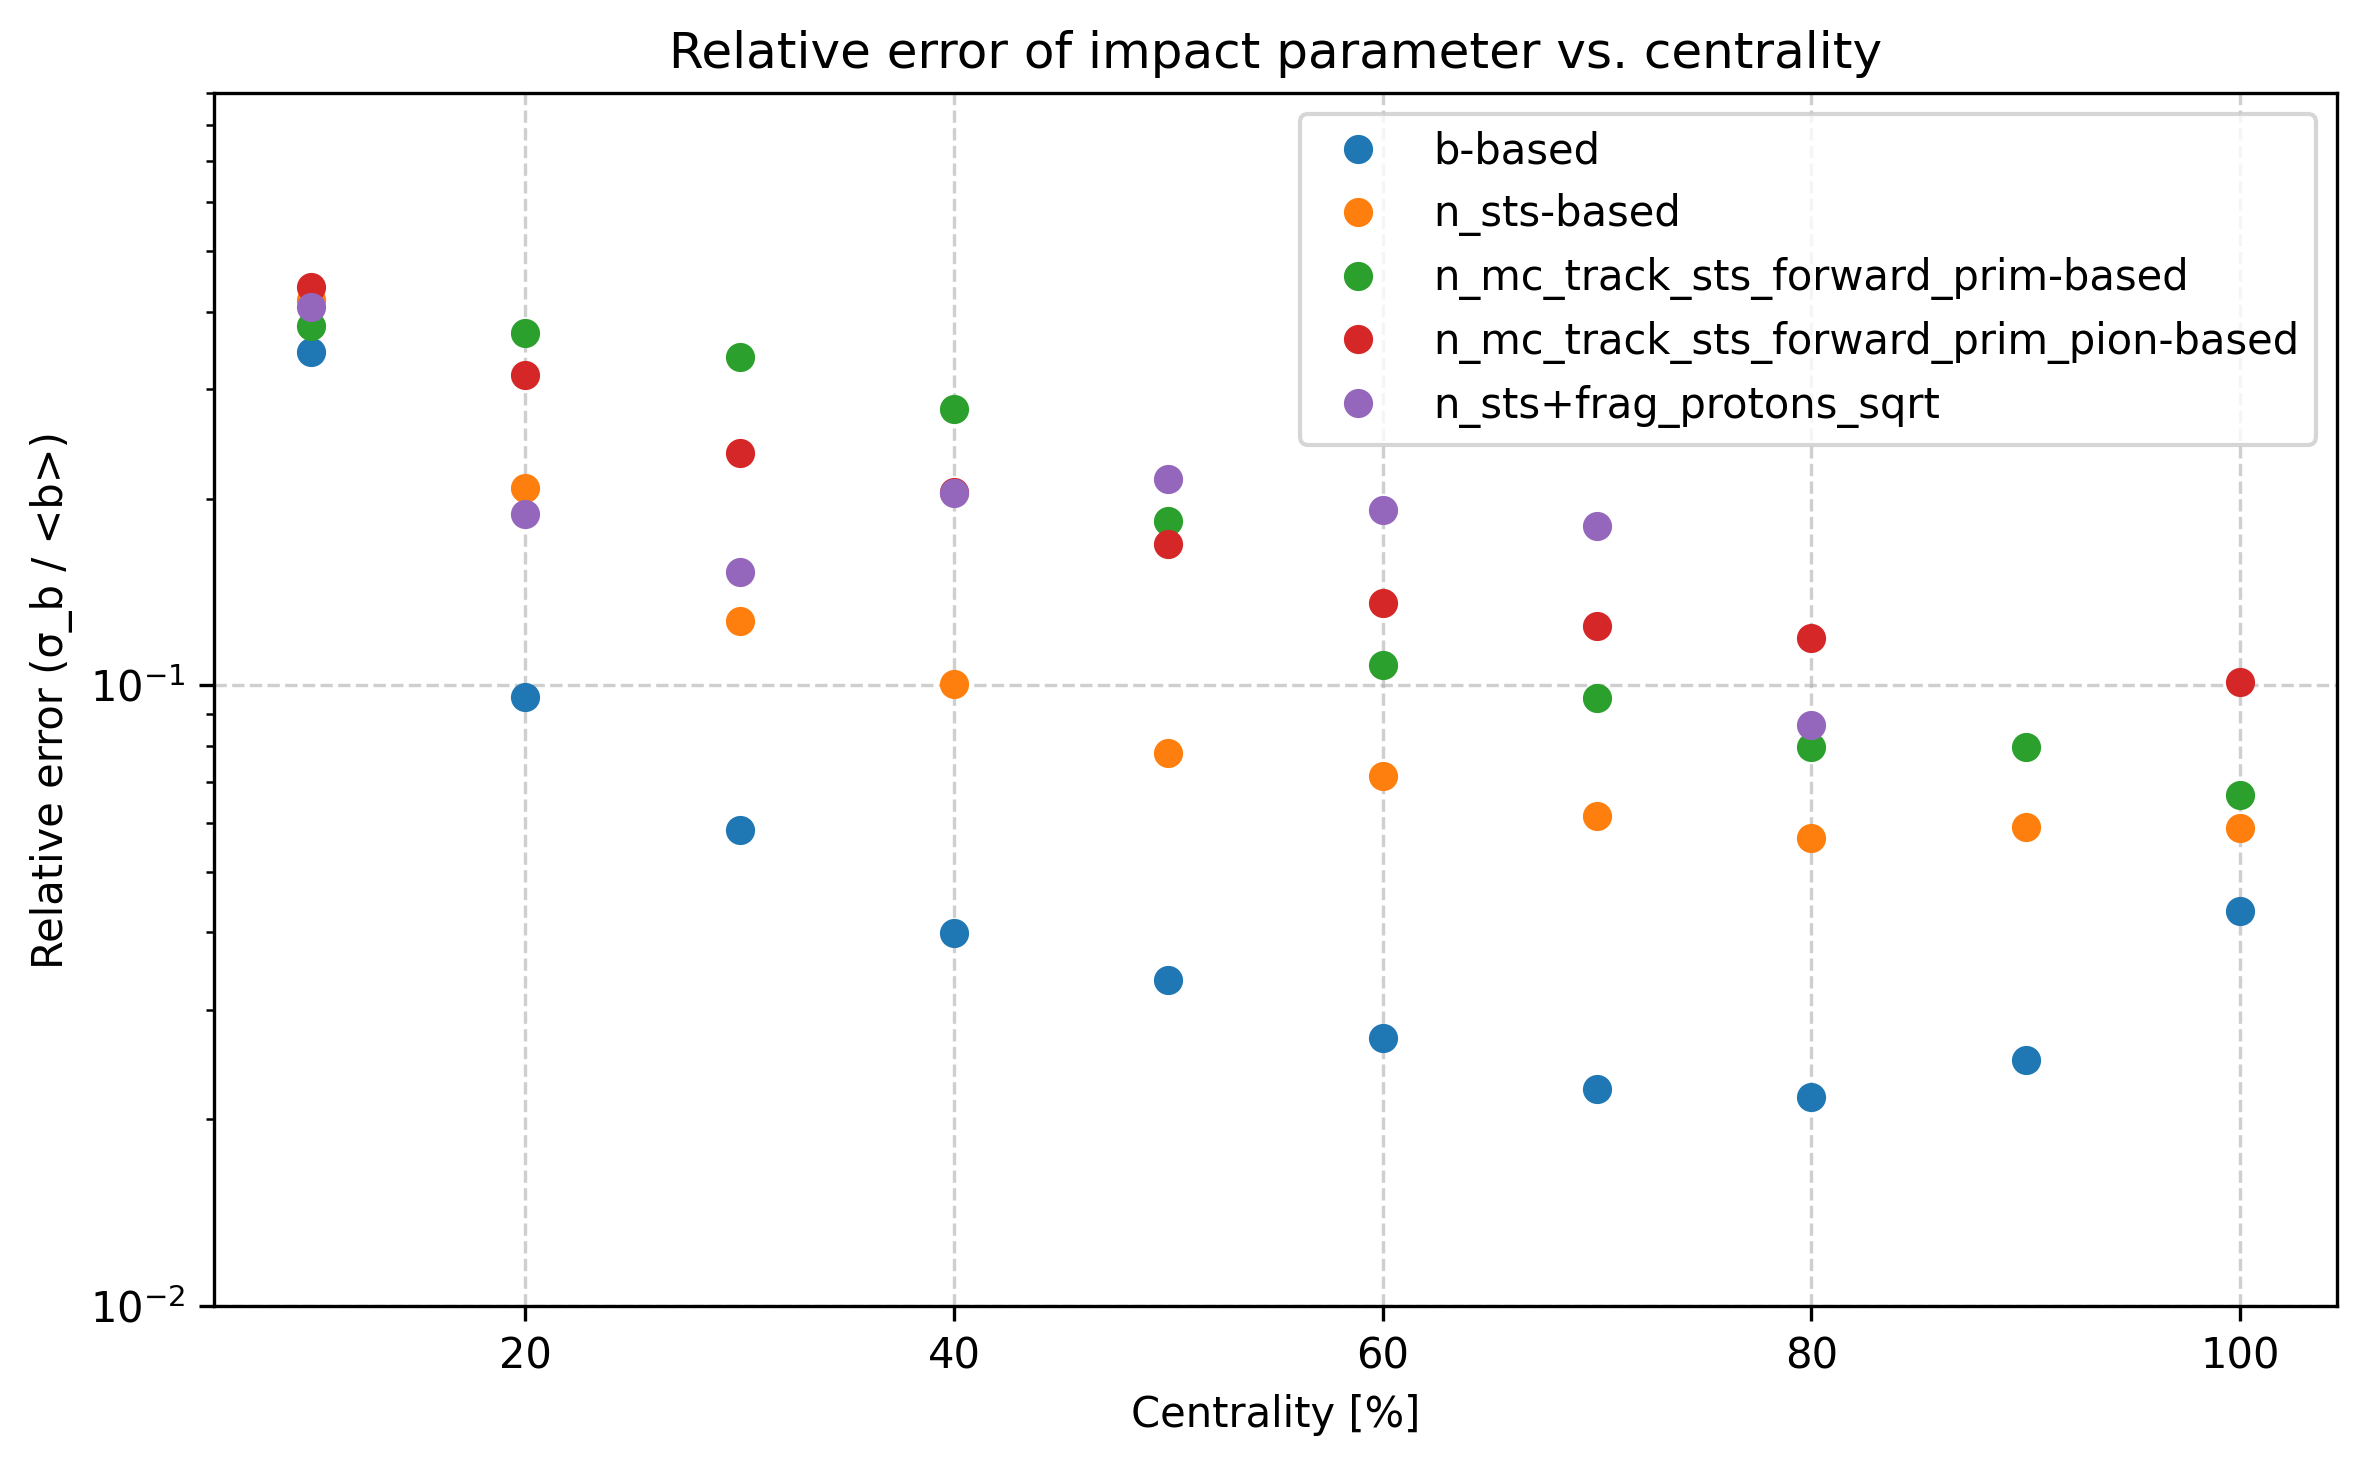 Relative error of impact parameter vs. centrality
b-based
n_sts-based
n_mc_track_sts_forward_prim-based
n_mc_track_sts_forward_prim_pion-based
n_sts+frag_protons_sqrt
Relative error (σ_b / <b>)
10⁻¹
10⁻²
20 40 60 80 100
Centrality [%]